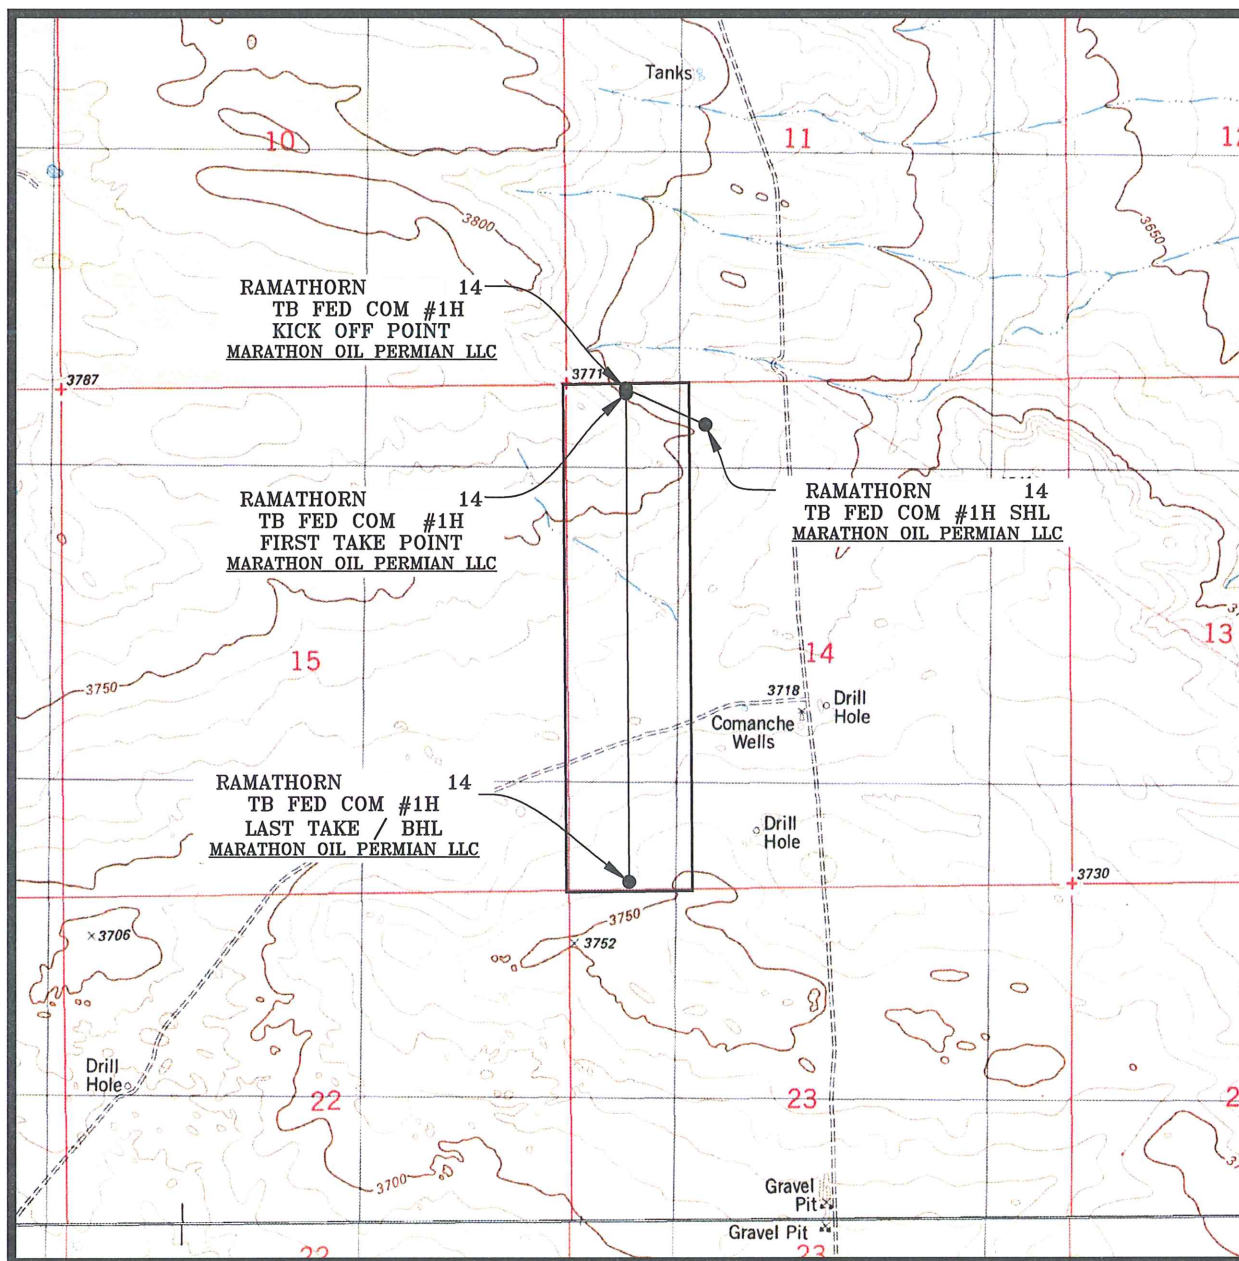 Tanks
10
11
3800
3650
RAMATHORN 14
TB FED COM #1H
KICK OFF POINT
MARATHON OIL PERMIAN LLC
3787
3771
RAMATHORN 14
TB FED COM #1H
FIRST TAKE POINT
MARATHON OIL PERMIAN LLC
RAMATHORN 14
TB FED COM #1H SHL
MARATHON OIL PERMIAN LLC
13
15
14
3750
3718
Drill
Hole
Comanche
Wells
RAMATHORN 14
TB FED COM #1H
LAST TAKE / BHL
MARATHON OIL PERMIAN LLC
Drill
Hole
3730
3706
3750
3752
Drill
Hole
22
23
3700
Gravel
Pit
Gravel Pit
22
23